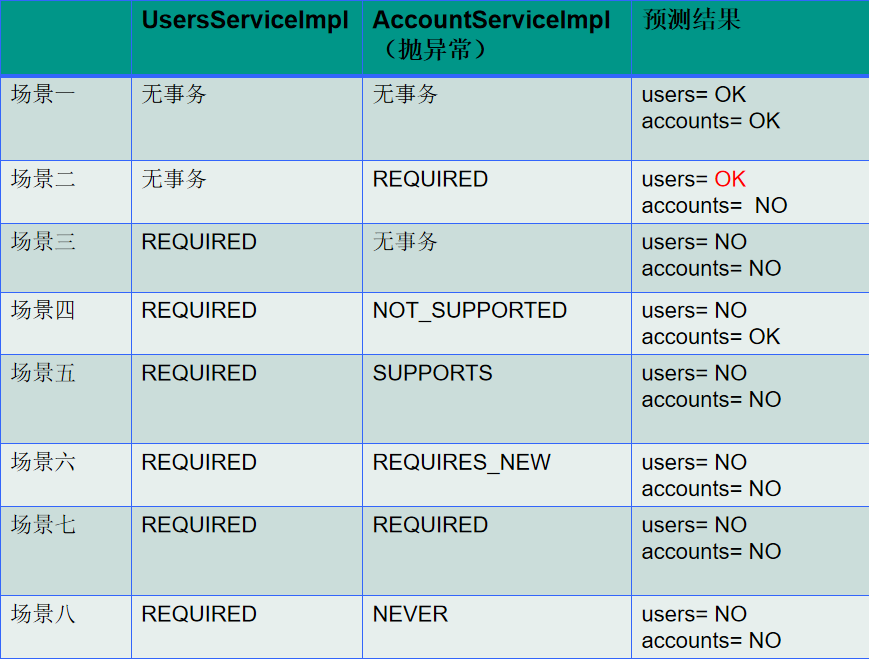 UsersServiceImpl AccountServiceImpl 预测结果
（抛异常）
场景一 无事务 无事务 users= OK
accounts= OK
场景二 无事务 REQUIRED users= OK
accounts= NO
场景三 REQUIRED 无事务 users= NO
accounts= NO
场景四 REQUIRED NOT_SUPPORTED users= NO
accounts= OK
场景五 REQUIRED SUPPORTS users= NO
accounts= NO
场景六 REQUIRED REQUIRES_NEW users= NO
accounts= NO
场景七 REQUIRED REQUIRED users= NO
accounts= NO
场景八 REQUIRED NEVER users= NO
accounts= NO